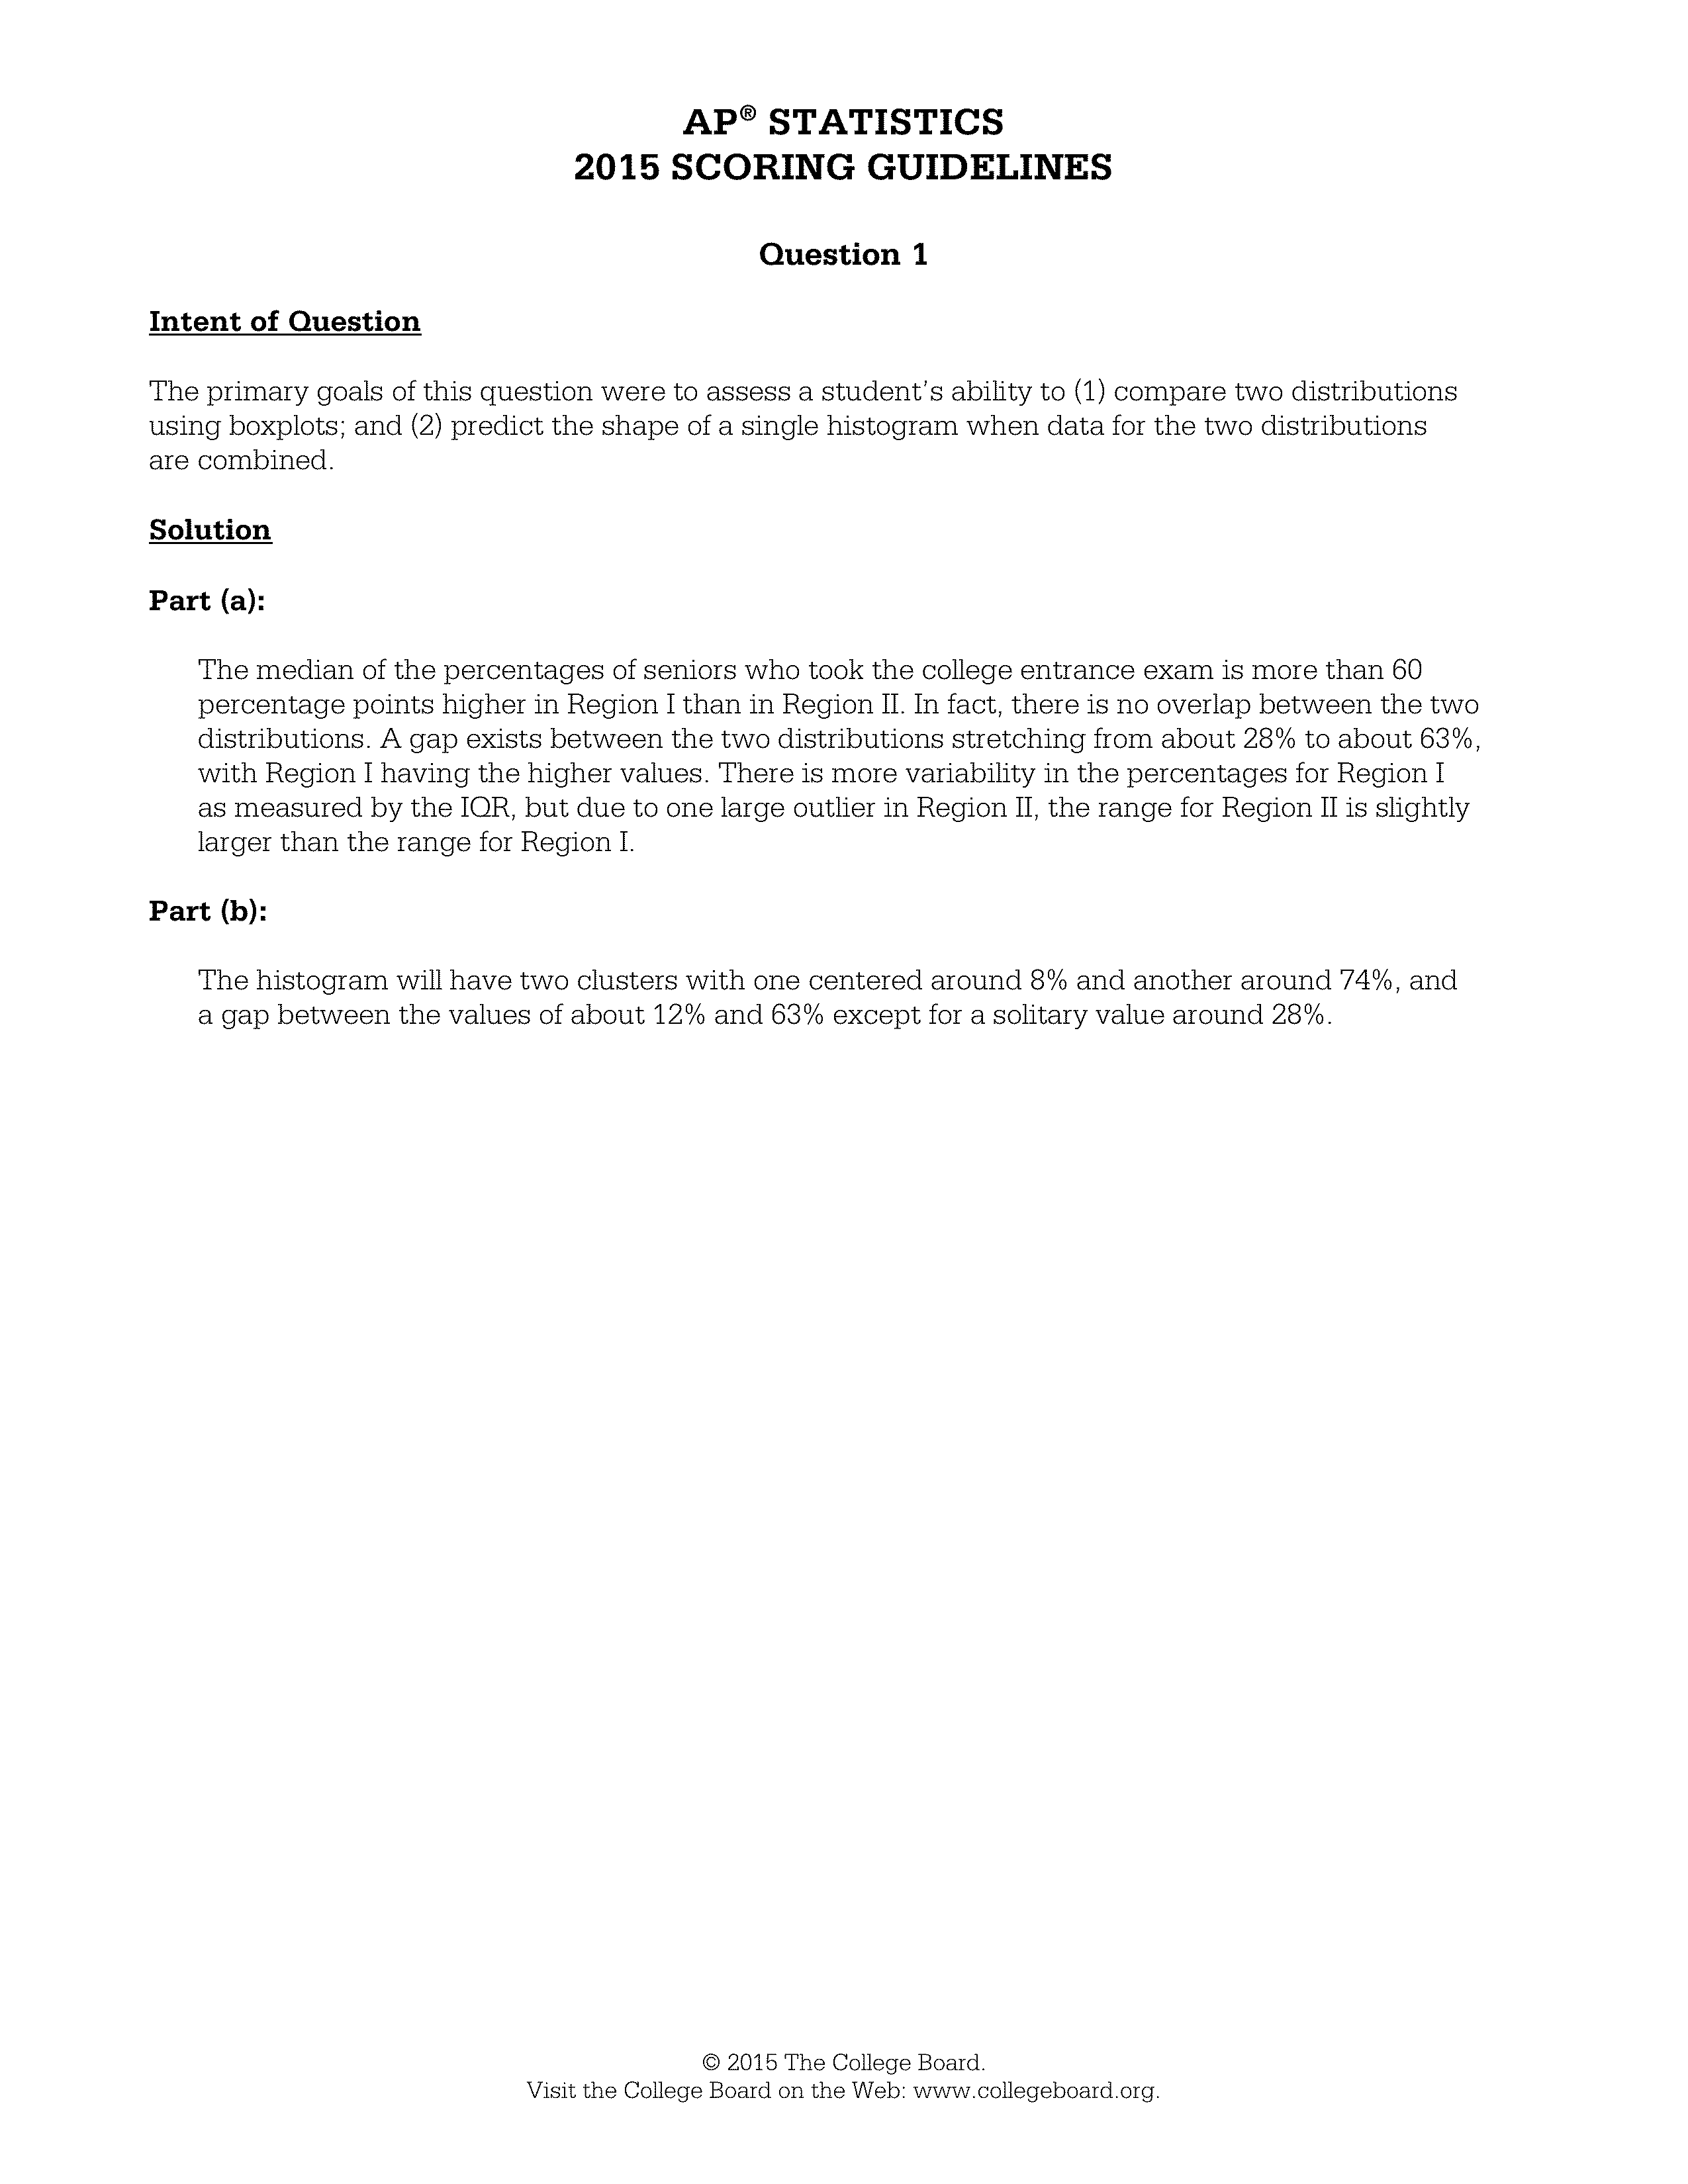 AP® STATISTICS
2015 SCORING GUIDELINES
Question 1
Intent of Question
The primary goals of this question were to assess a student's ability to (1) compare two distributions
using boxplots; and (2) predict the shape of a single histogram when data for the two distributions
are combined.
Solution
Part (a):
The median of the percentages of seniors who took the college entrance exam is more than 60
percentage points higher in Region I than in Region II. In fact, there is no overlap between the two
distributions. A gap exists between the two distributions stretching from about 28% to about 63%,
with Region I having the higher values. There is more variability in the percentages for Region I
as measured by the IQR, but due to one large outlier in Region II, the range for Region II is slightly
larger than the range for Region I.
Part (b):
The histogram will have two clusters with one centered around 8% and another around 74%, and
a gap between the values of about 12% and 63% except for a solitary value around 28%.
© 2015 The College Board.
Visit the College Board on the Web: www.collegeboard.org.